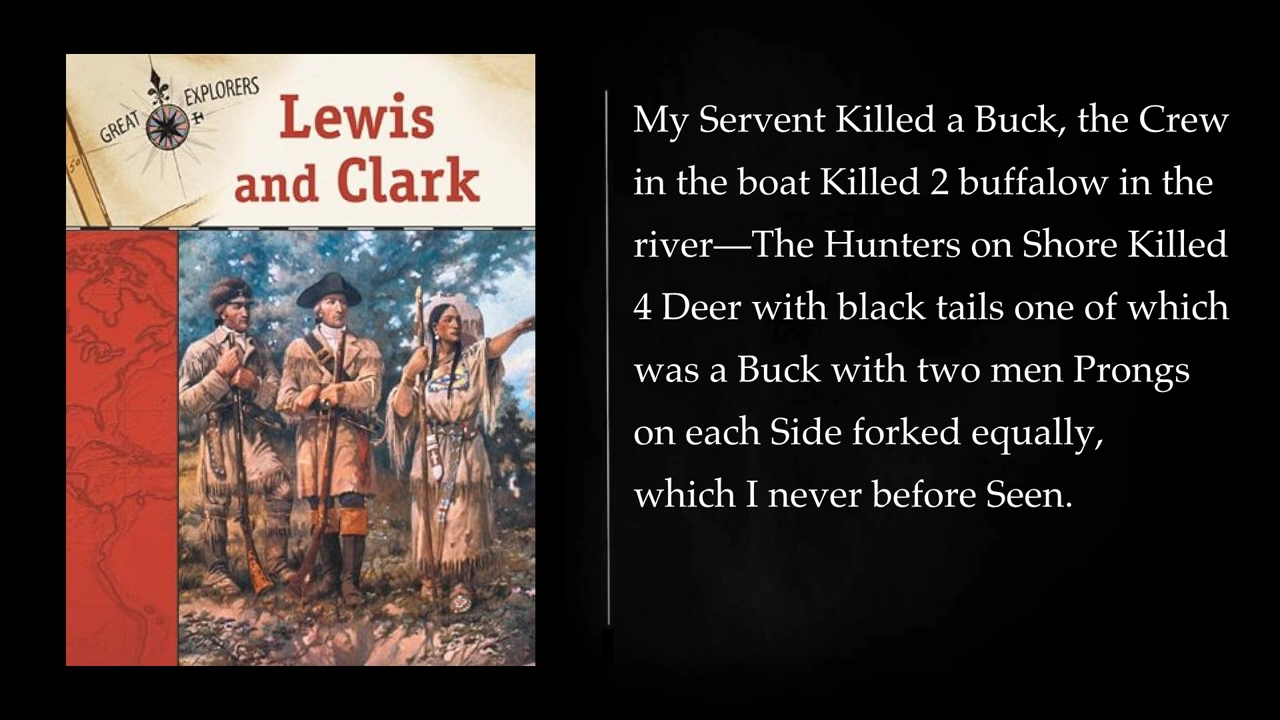 GREAT EXPLORERS
Lewis
and Clark
50
My Servent Killed a Buck, the Crew
in the boat Killed 2 buffalow in the
river—The Hunters on Shore Killed
4 Deer with black tails one of which
was a Buck with two men Prongs
on each Side forked equally,
which I never before Seen.